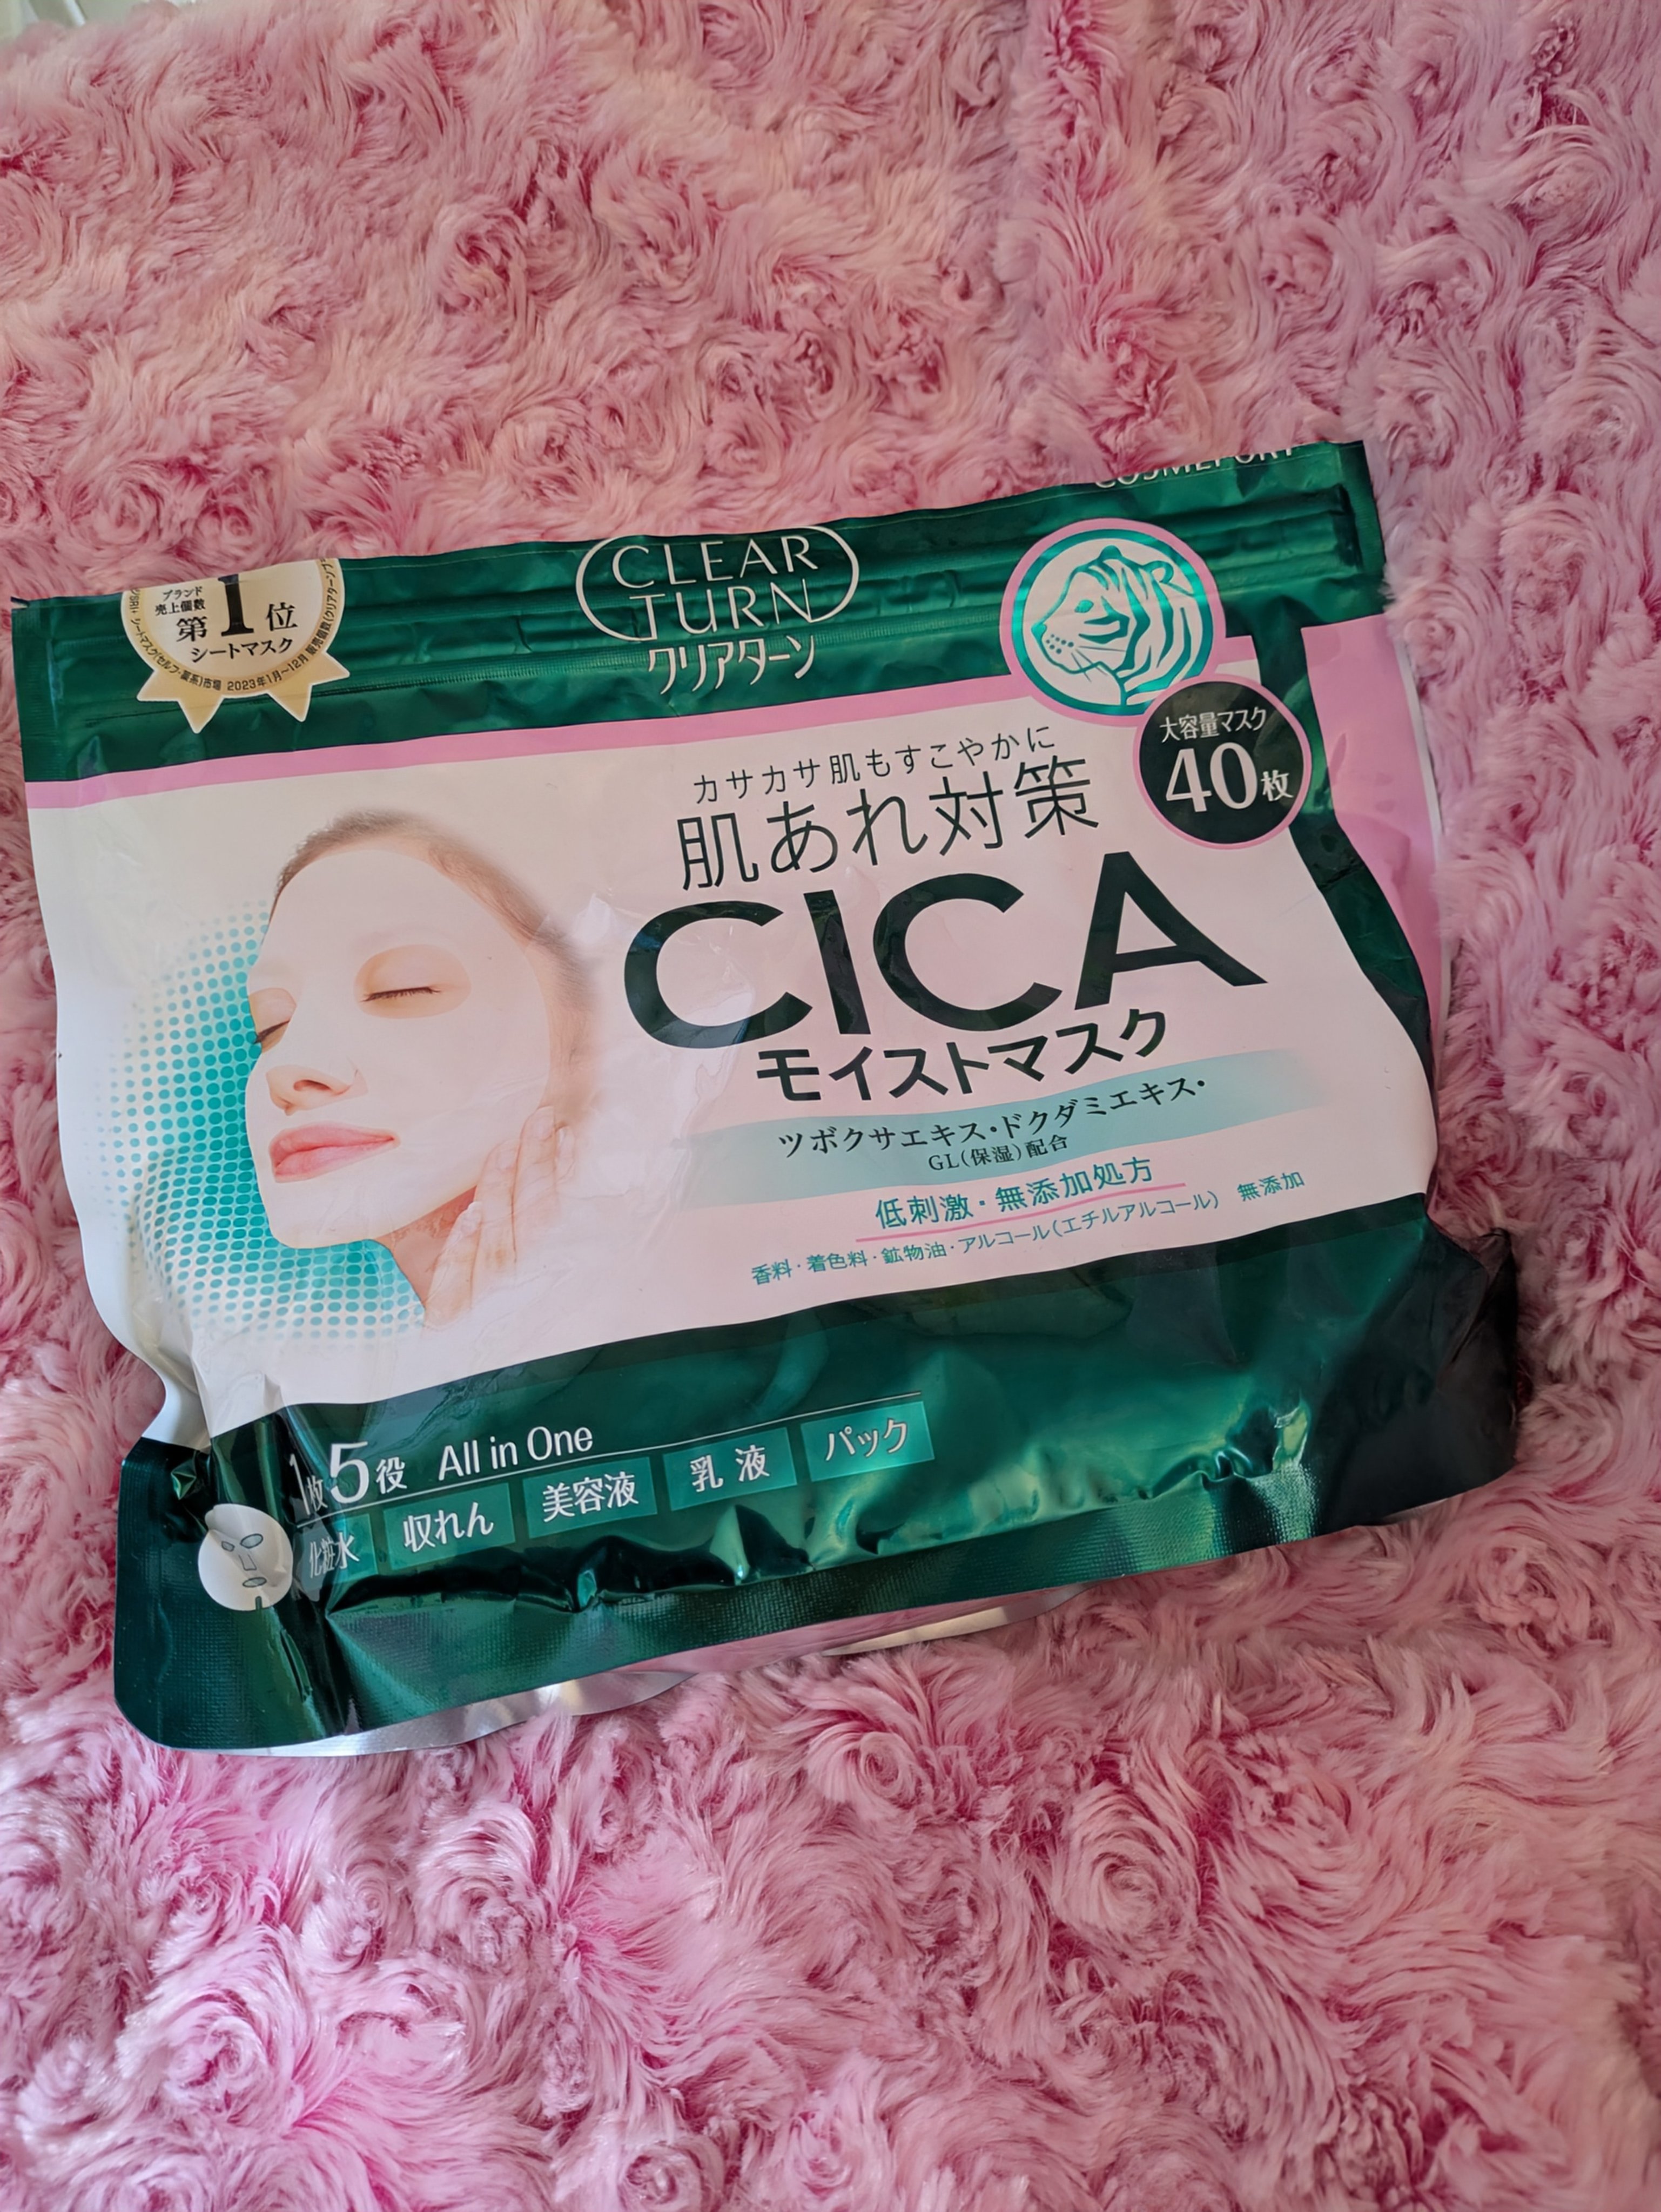 COSMEPORT
CLEAR
TURN
クリアターン
ブランド
売上個数
第1位
シートマスク
2023年1月~12月
大容量マスク
40枚
カサカサ肌もすこやかに
肌あれ対策
CICA
モイストマスク
ツボクサエキス・ドクダミエキス・
GL(保湿)配合
低刺激・無添加処方
香料・着色料・鉱物油・アルコール(エチルアルコール) 無添加
1枚5役 All in One
化粧水 収れん 美容液 乳液 パック